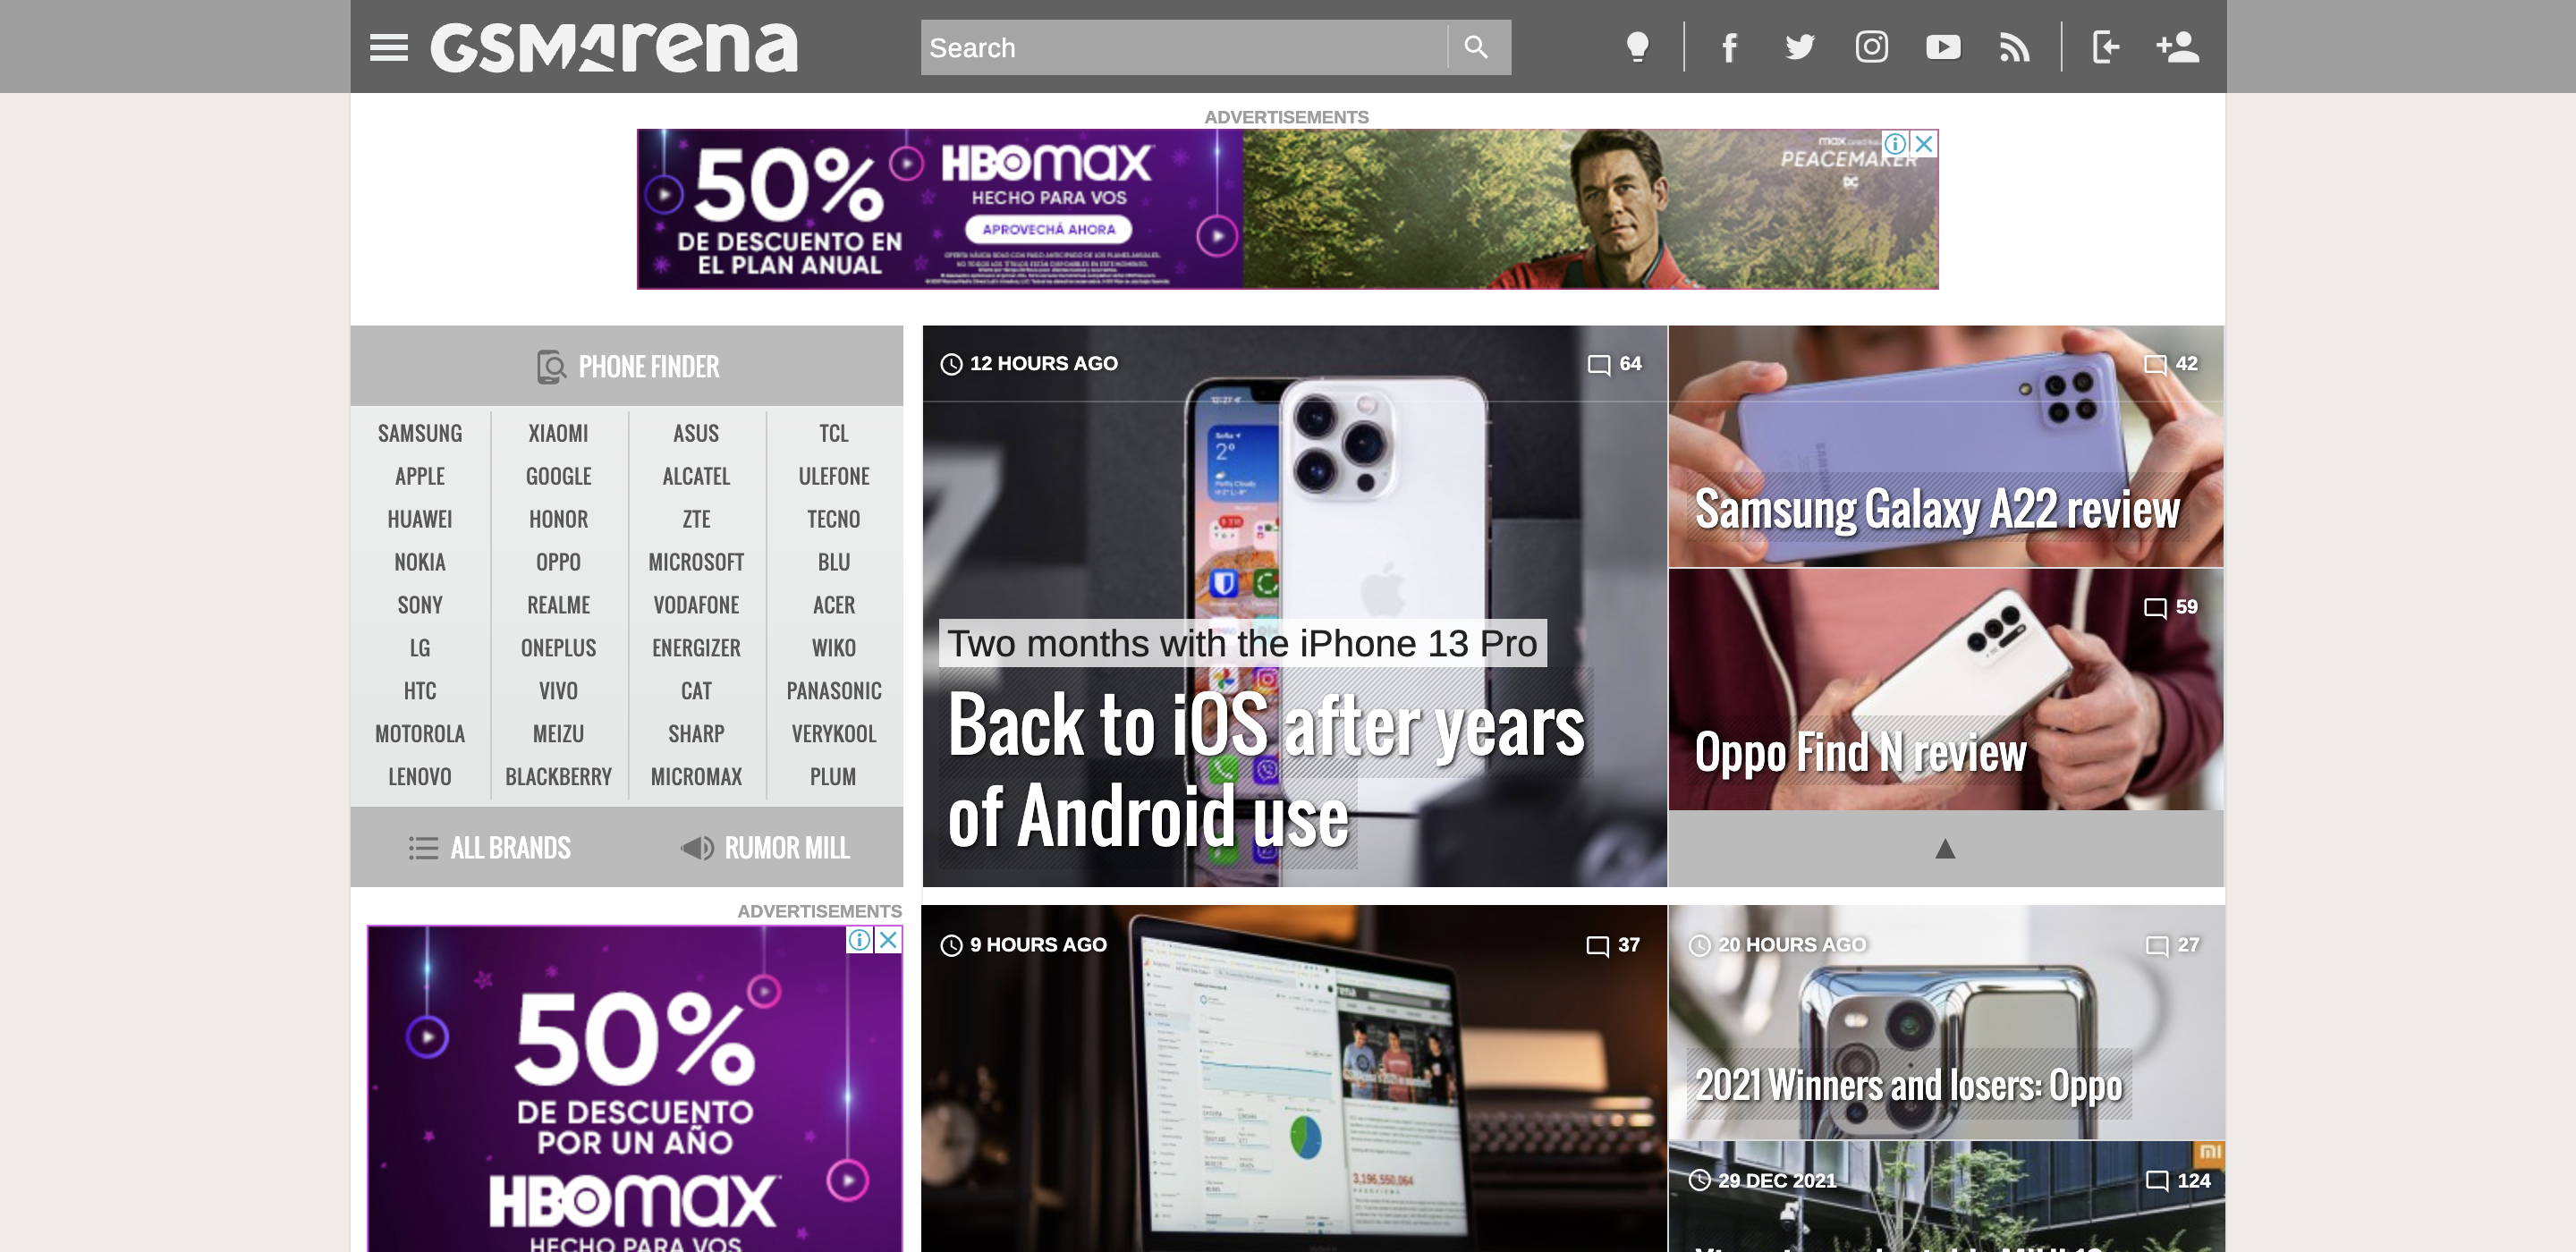 GSMArena
Search
ADVERTISEMENTS
50%
DE DESCUENTO EN
EL PLAN ANUAL
HBOmax
HECHO PARA VOS
APROVECHÁ AHORA
PEACEMAKER
DC
PHONE FINDER
SAMSUNG XIAOMI ASUS TCL
APPLE GOOGLE ALCATEL ULEFONE
HUAWEI HONOR ZTE TECNO
NOKIA OPPO MICROSOFT BLU
SONY REALME VODAFONE ACER
LG ONEPLUS ENERGIZER WIKO
HTC VIVO CAT PANASONIC
MOTOROLA MEIZU SHARP VERYKOOL
LENOVO BLACKBERRY MICROMAX PLUM
ALL BRANDS RUMOR MILL
12 HOURS AGO 64
Two months with the iPhone 13 Pro
Back to iOS after years
of Android use
42
Samsung Galaxy A22 review
59
Oppo Find N review
ADVERTISEMENTS
50%
DE DESCUENTO
POR UN AÑO
HBOmax
HECHO PARA VOS
9 HOURS AGO 37
3,196,550,064
20 HOURS AGO 27
2021 Winners and losers: Oppo
29 DEC 2021 124